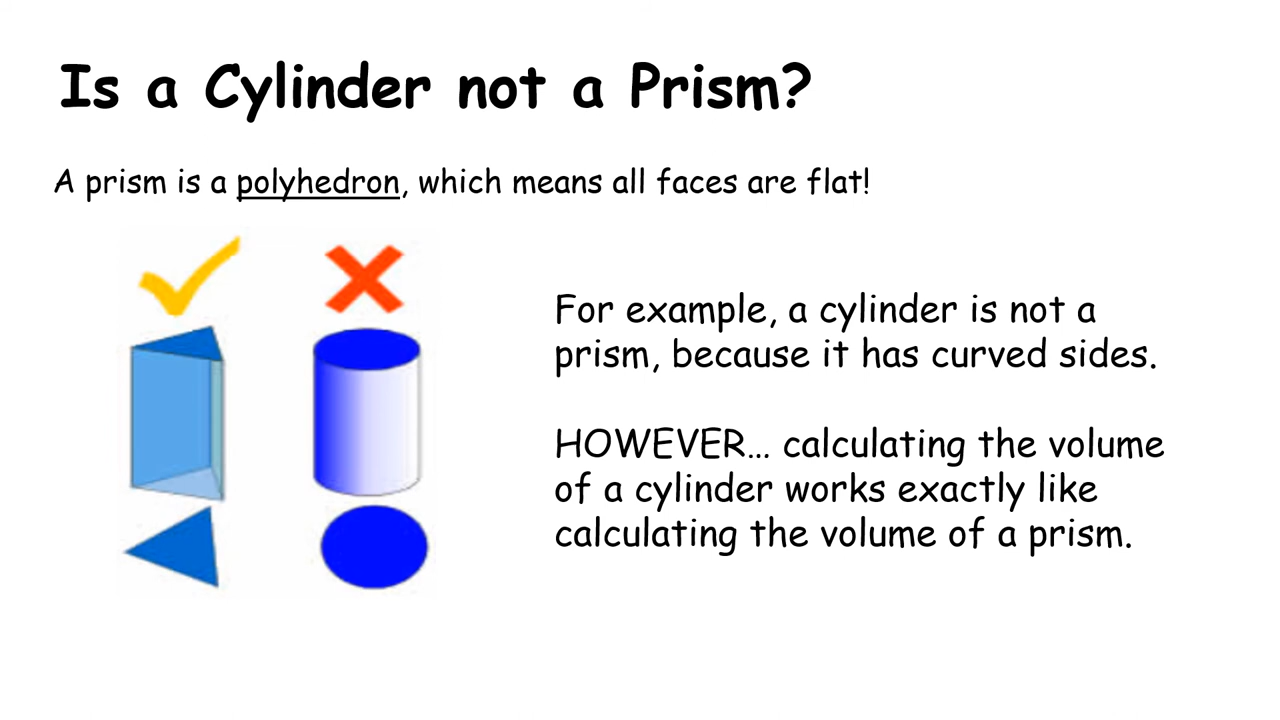 Is a Cylinder not a Prism?
A prism is a polyhedron, which means all faces are flat!
For example, a cylinder is not a
prism, because it has curved sides.
HOWEVER... calculating the volume
of a cylinder works exactly like
calculating the volume of a prism.